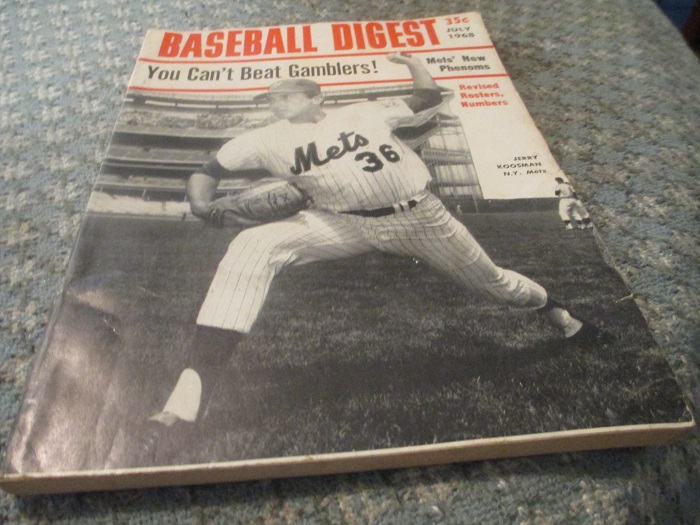 BASEBALL DIGEST
35c
JULY
1968
You Can't Beat Gamblers!
Mets' New
Phenoms
Revised
Rosters,
Numbers
Mets
36
JERRY
KOOSMAN
N.Y. Mets